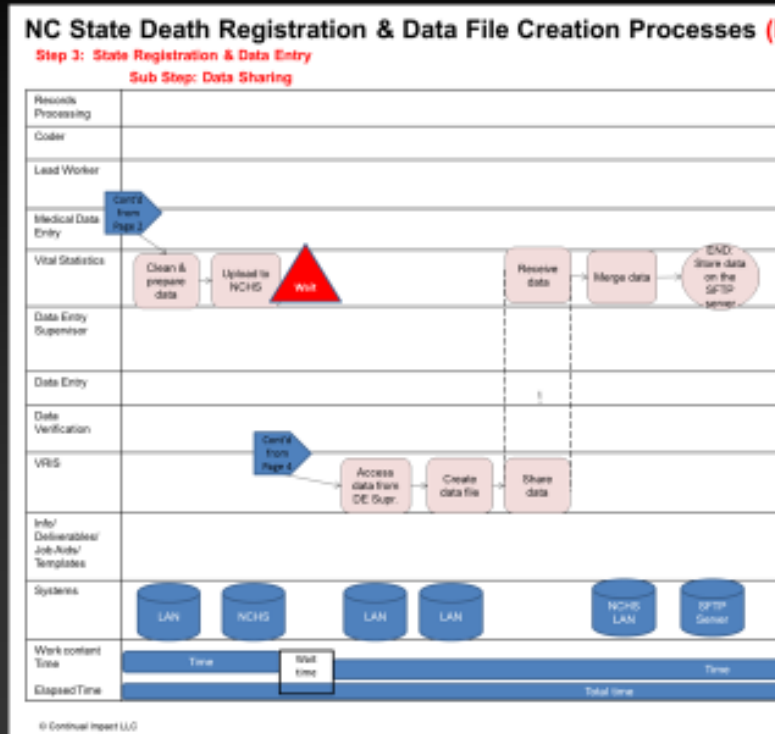 NC State Death Registration & Data File Creation Processes (
Step 3: State Registration & Data Entry
Sub Step: Data Sharing
Records
Processing
Coder
Lead Worker
Cont'd
from
Page 2
Medical Data
Entry
Vital Statistics
Clean &
prepare
data
Upload to
NCHS
Wait
Receive
data
Merge data
END:
Store data
on the
SFTP
server
Data Entry
Supervisor
Data Entry
Data
Verification
Cont'd
from
Page 4
VRIS
Access
data from
DE Supr.
Create
data file
Share
data
Info/
Deliverables/
Job Aids/
Templates
Systems
LAN
NCHS
LAN
LAN
NCHS
LAN
SFTP
Server
Work content
Time
Time
Wait
time
Time
Elapsed Time
Total time
© Continual Impact LLC